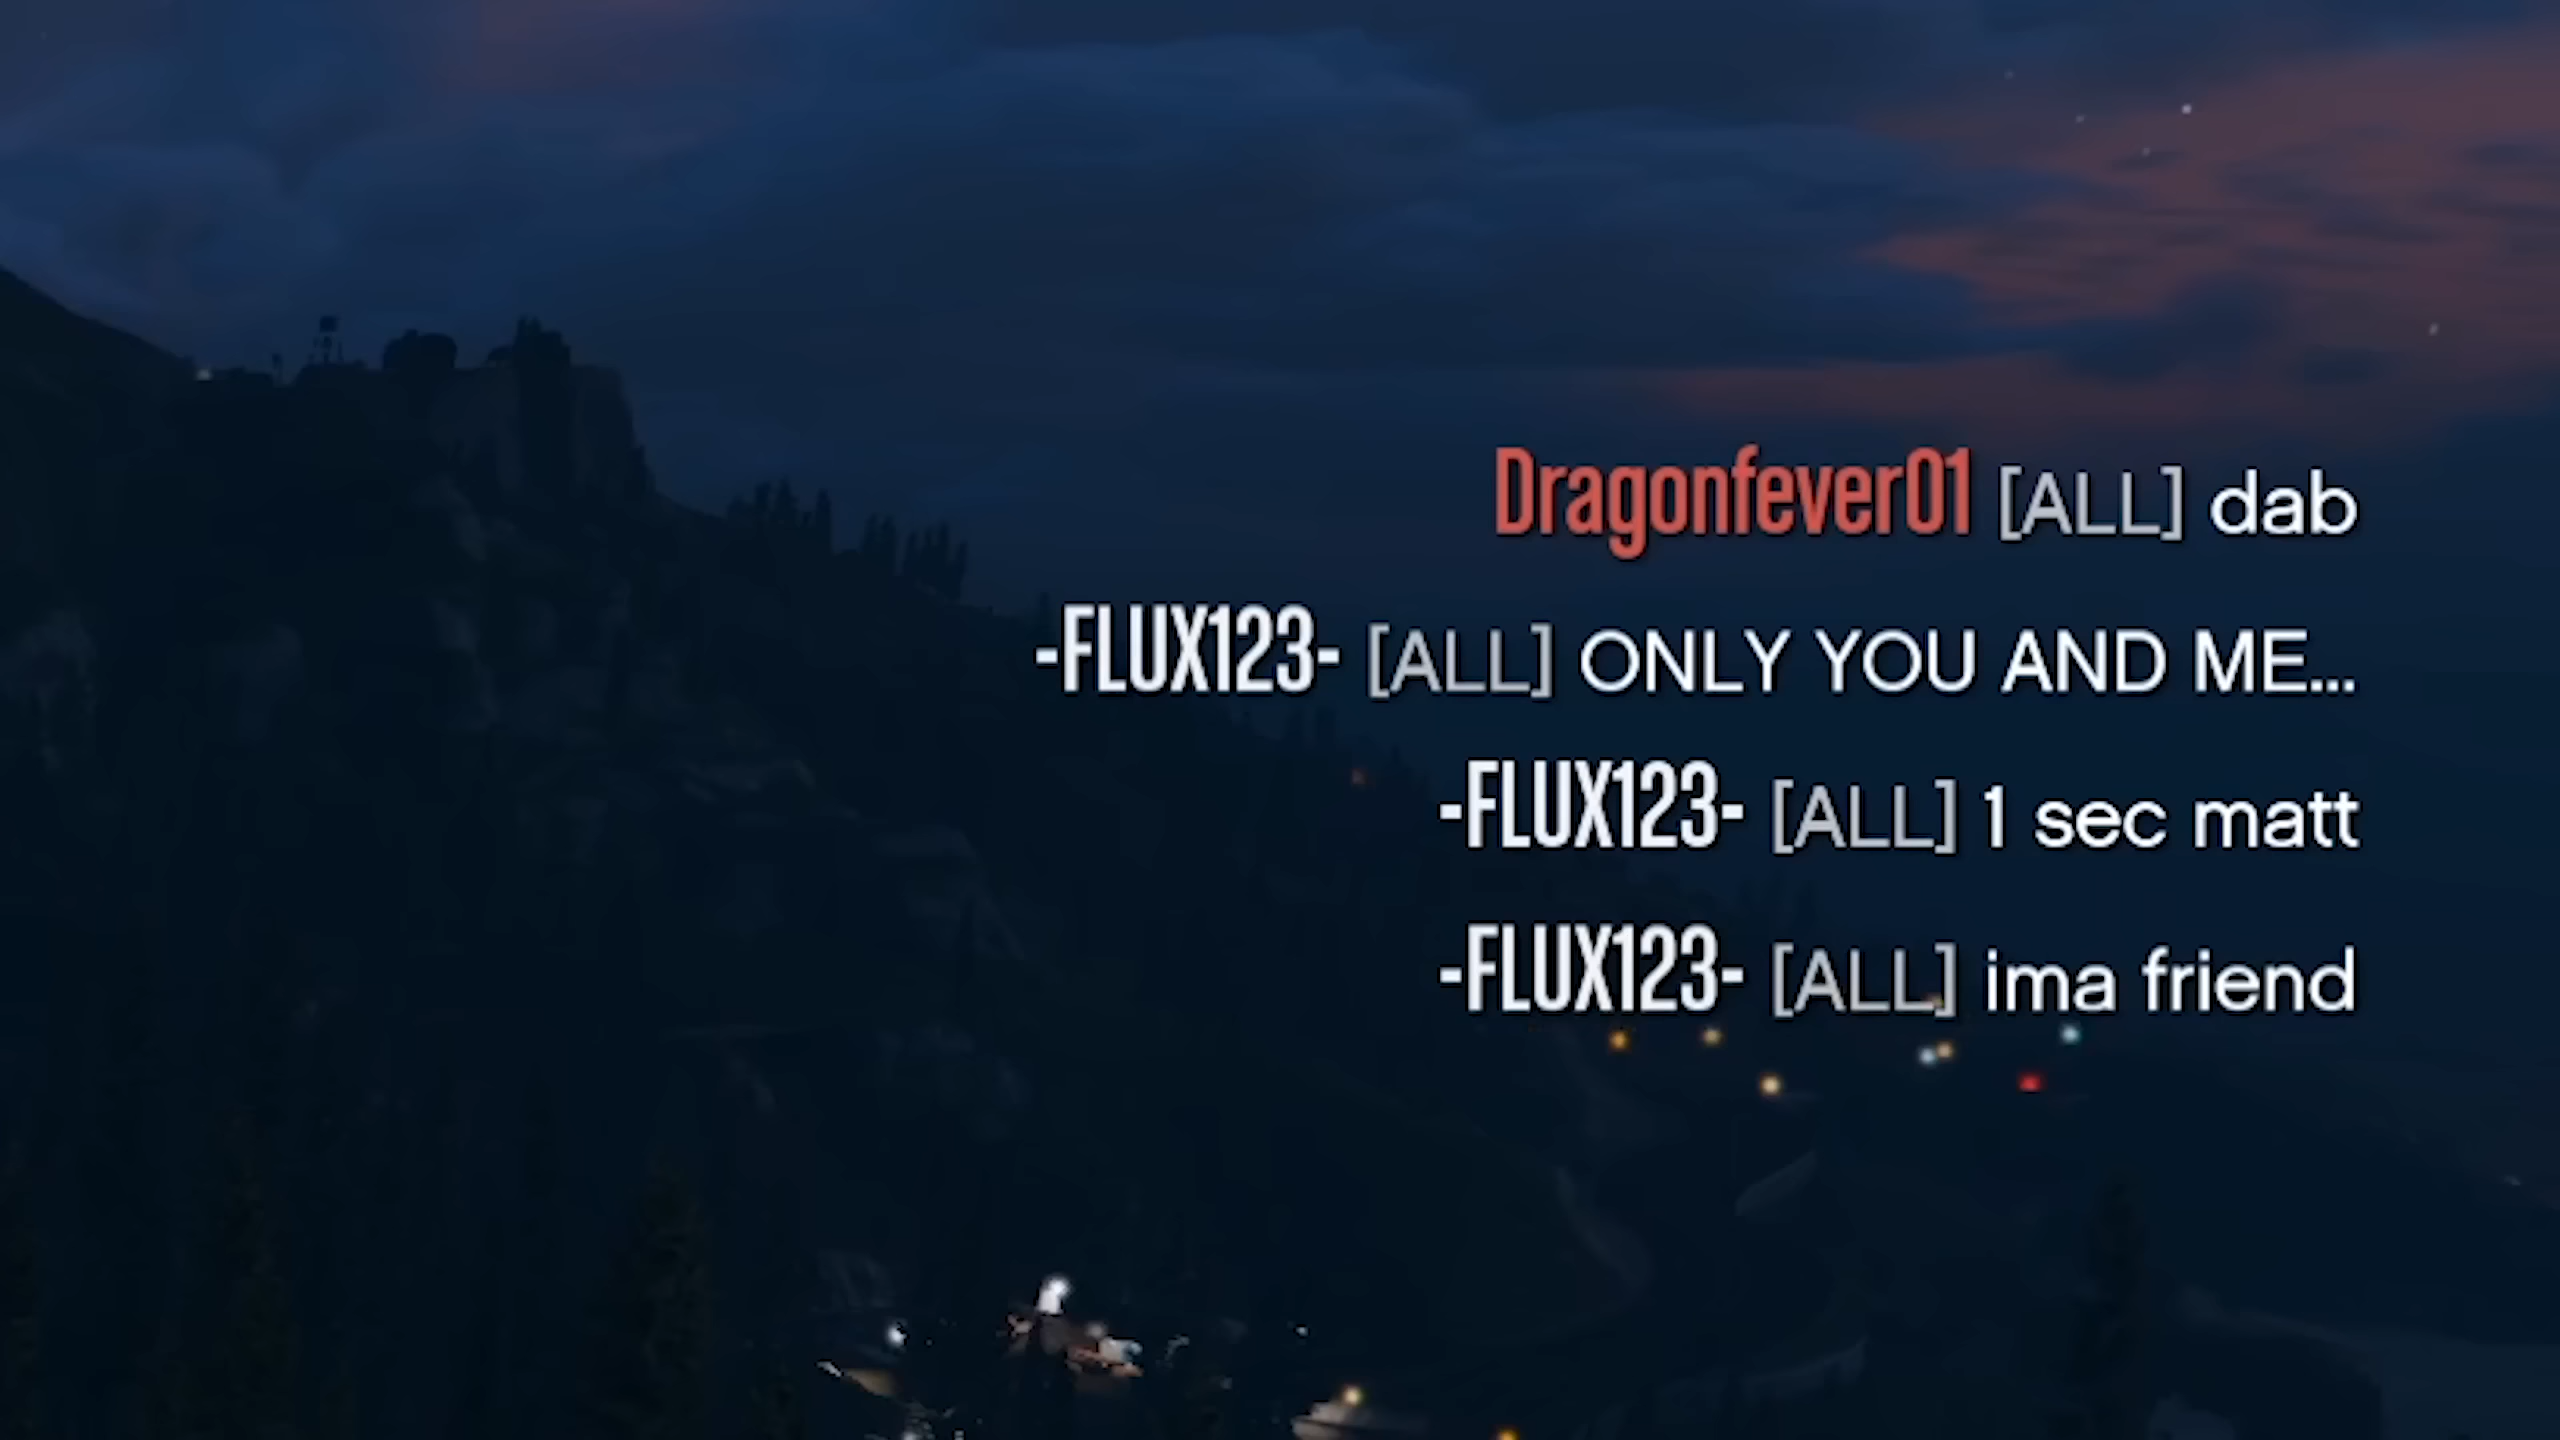 Dragonfever01 [ALL] dab
-FLUX123- [ALL] ONLY YOU AND ME...
-FLUX123- [ALL] 1 sec matt
-FLUX123- [ALL] ima friend